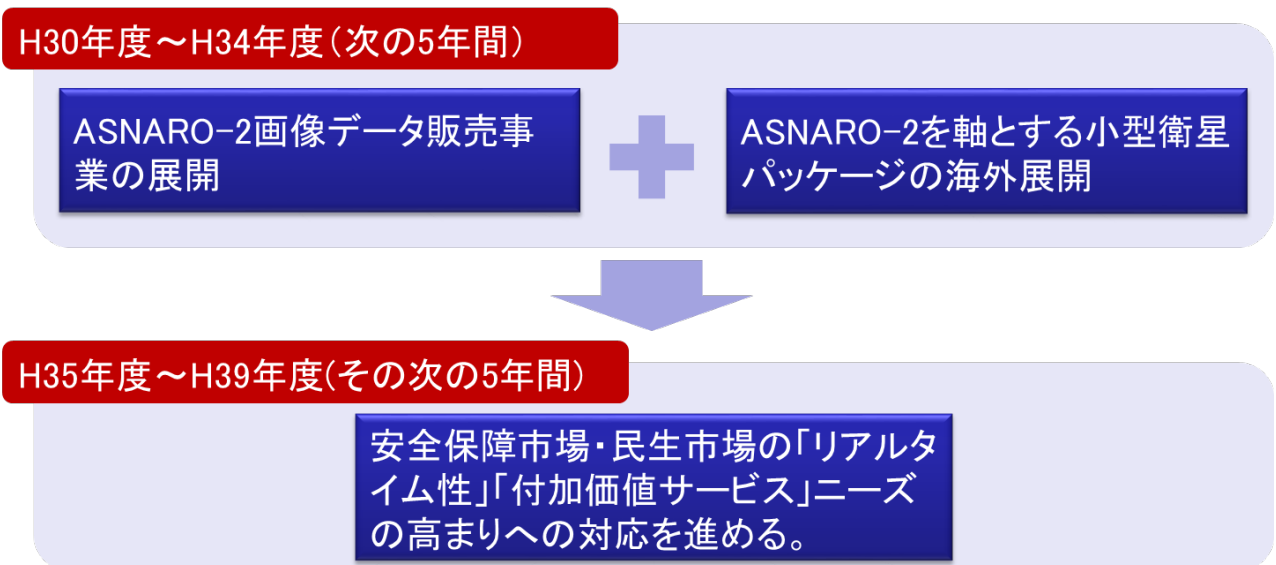 H30年度～H34年度（次の5年間）
ASNARO-2画像データ販売事
業の展開
ASNARO-2を軸とする小型衛星
パッケージの海外展開
H35年度～H39年度(その次の5年間)
安全保障市場・民生市場の「リアルタ
イム性」「付加価値サービス」ニーズ
の高まりへの対応を進める。